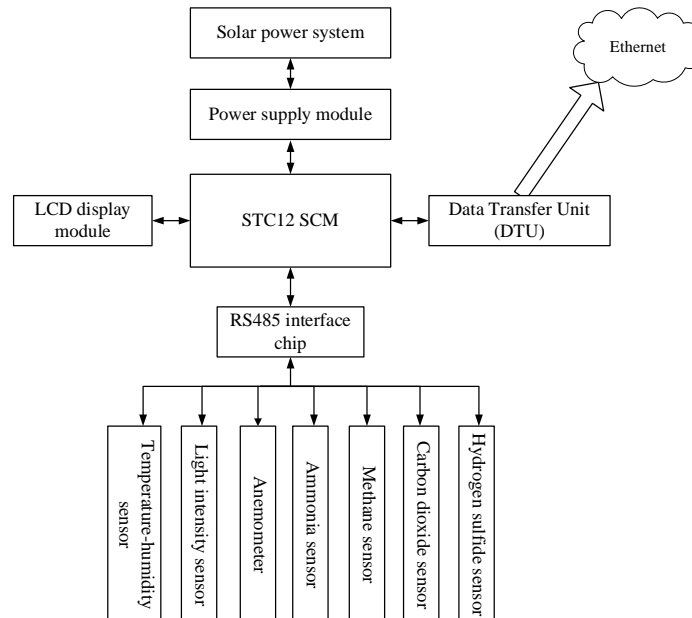 Solar power system
Ethernet
Power supply module
LCD display
module
STC12 SCM
Data Transfer Unit
(DTU)
RS485 interface
chip
Temperature-humidity
sensor
Light intensity sensor
Anemometer
Ammonia sensor
Methane sensor
Carbon dioxide sensor
Hydrogen sulfide sensor